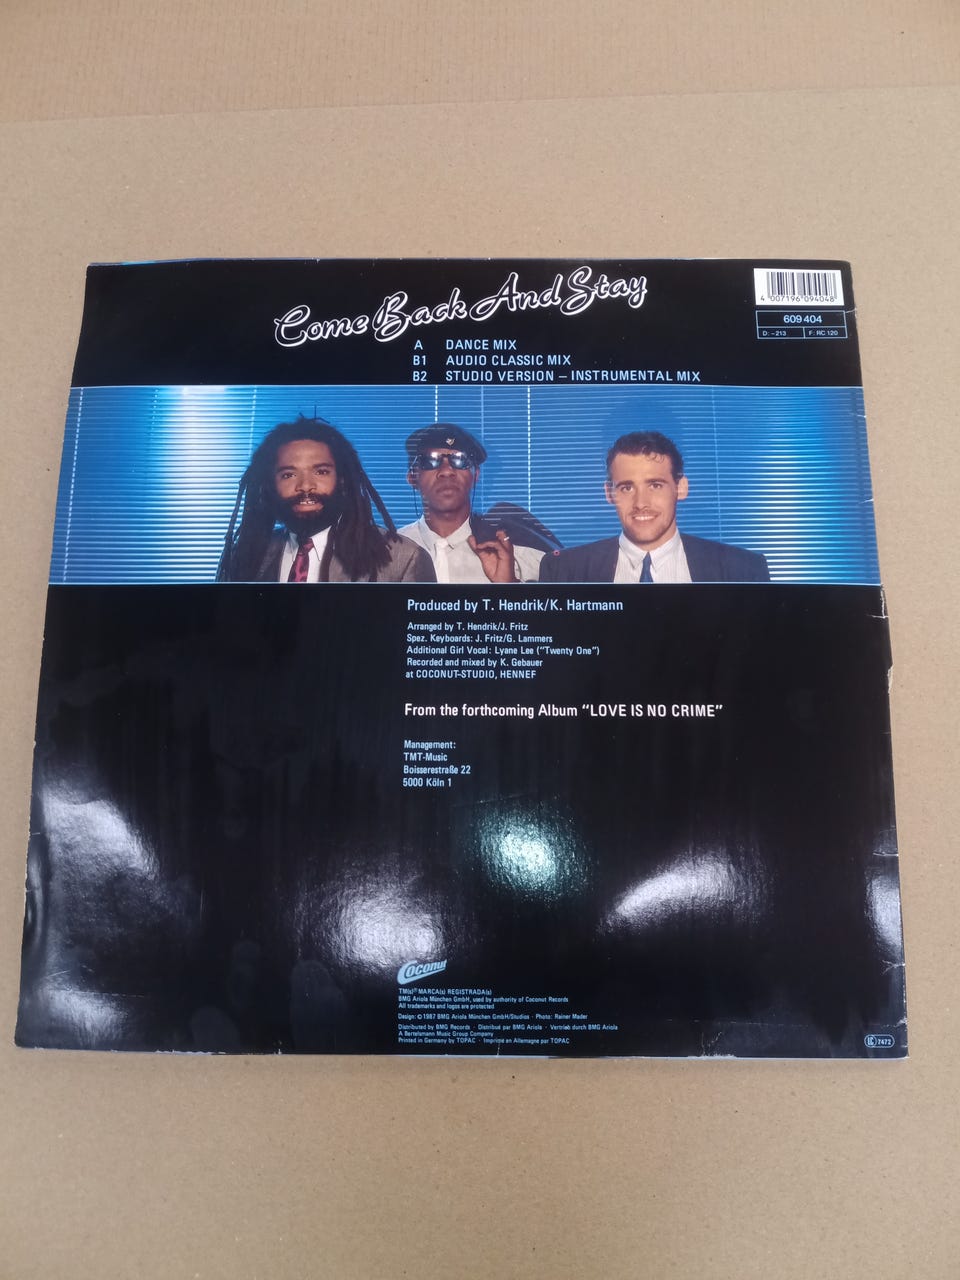 Come Back And Stay
4 007196 094048
609 404
D: –213 F: RC 120
A DANCE MIX
B1 AUDIO CLASSIC MIX
B2 STUDIO VERSION – INSTRUMENTAL MIX
Produced by T. Hendrik/K. Hartmann
Arranged by T. Hendrik/J. Fritz
Spez. Keyboards: J. Fritz/G. Lammers
Additional Girl Vocal: Lyane Lee ("Twenty One")
Recorded and mixed by K. Gebauer
at COCONUT-STUDIO, HENNEF
From the forthcoming Album "LOVE IS NO CRIME"
Management:
TMT-Music
Boisserestraße 22
5000 Köln 1
Coconut
TM(s)® MARCA(s) REGISTRADA(s)
BMG Ariola München GmbH, used by authority of Coconut Records
All trademarks and logos are protected
Design: © 1987 BMG Ariola München GmbH/Studios · Photo: Rainer Mader
Distributed by BMG Records · Distribué par BMG Ariola · Vertrieb durch BMG Ariola
A Bertelsmann Music Group Company
Printed in Germany by TOPAC · Imprimé en Allemagne par TOPAC
LC 7472